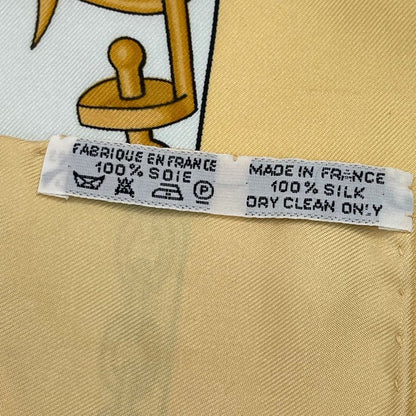 FABRIQUE EN FRANCE
100% SOIE
P
MADE IN FRANCE
100% SILK
DRY CLEAN ONLY